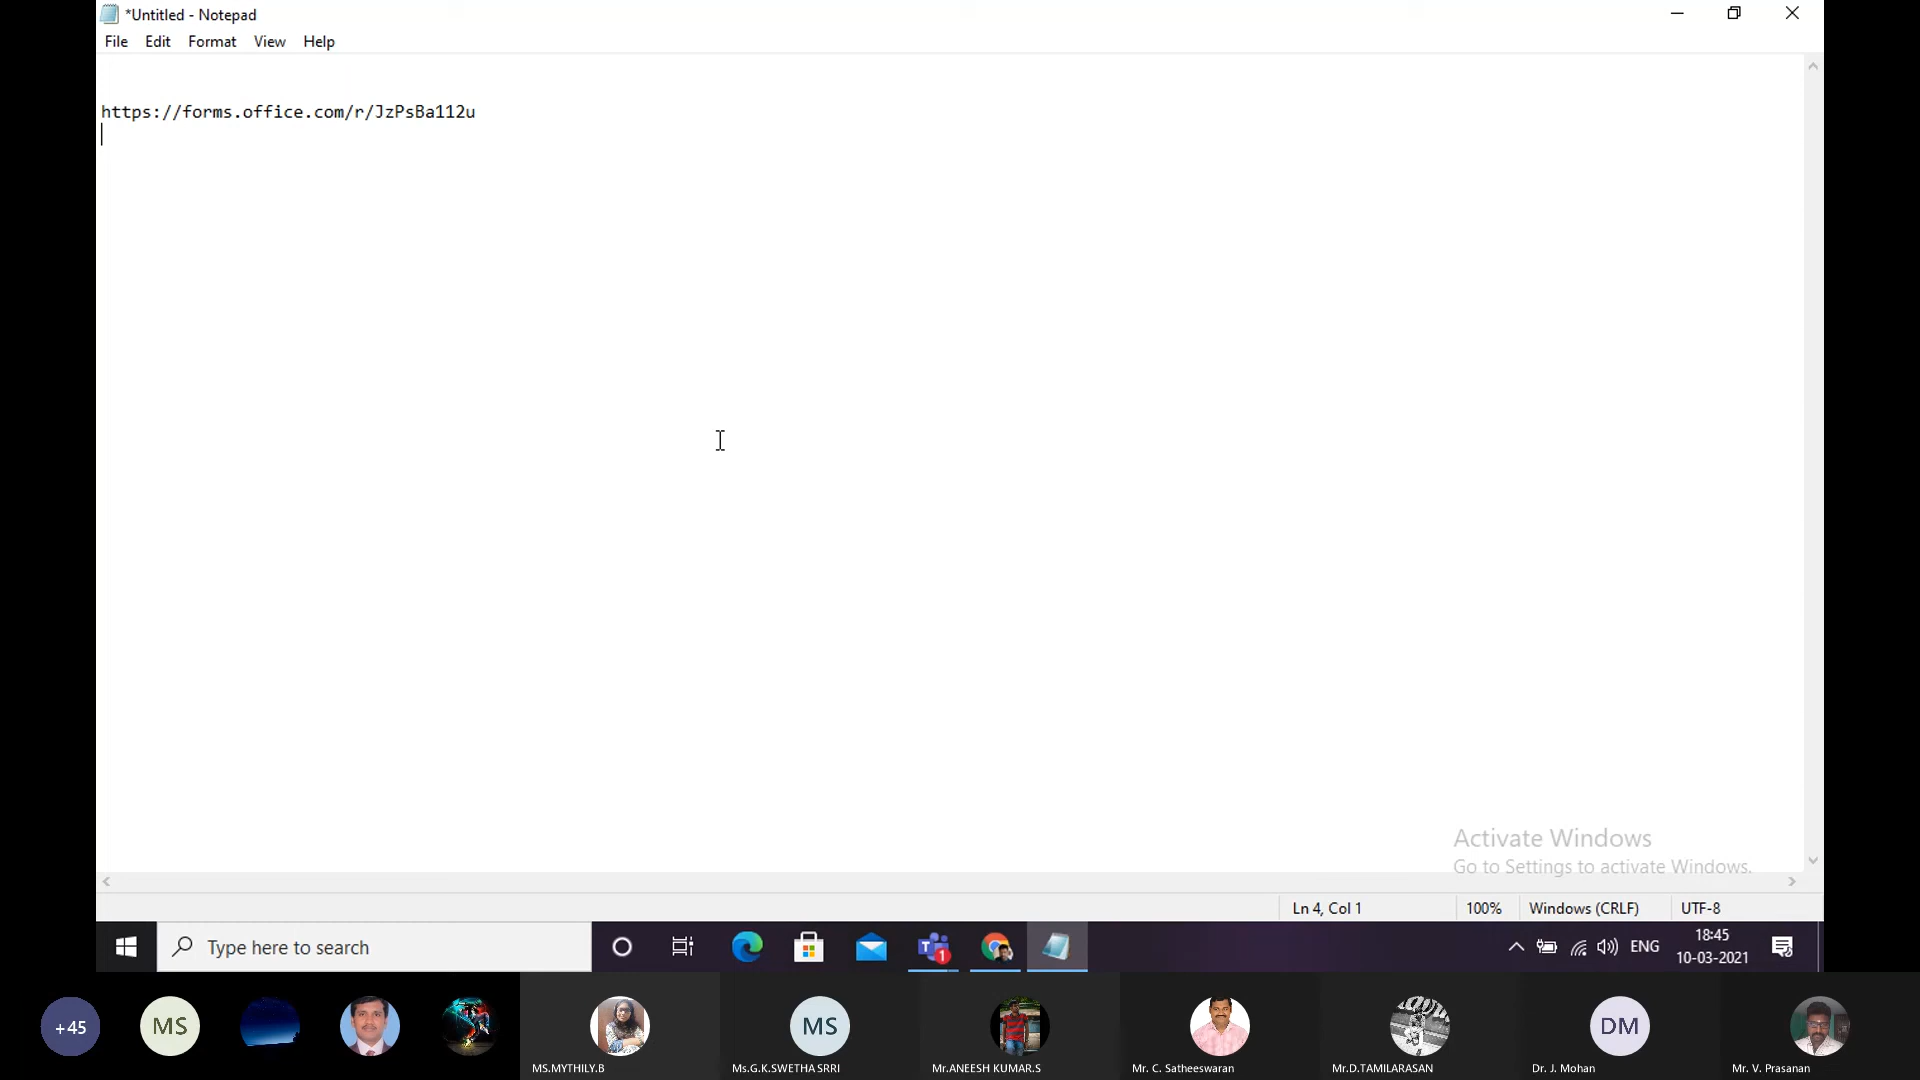 *Untitled - Notepad
File Edit Format View Help
https://forms.office.com/r/JzPsBa112u
Activate Windows
Go to Settings to activate Windows.
Ln 4, Col 1 100% Windows (CRLF) UTF-8
Type here to search
1
ENG
18:45
10-03-2021
+45 MS MS DM
MS.MYTHILY.B Ms.G.K.SWETHA SRRI Mr.ANEESH KUMAR.S Mr. C. Satheeswaran Mr.D.TAMILARASAN Dr. J. Mohan Mr. V. Prasanan